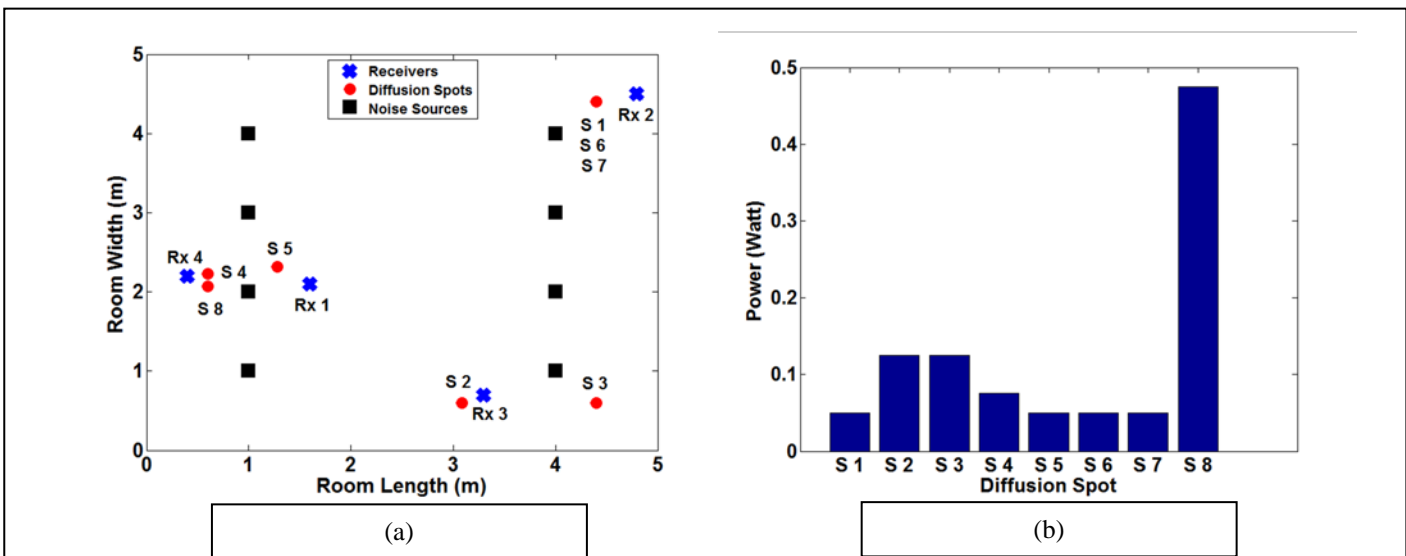 Receivers
Diffusion Spots
Noise Sources
5
4
3
2
1
0
Room Width (m)
Rx 2
S 1
S 6
S 7
Rx 4
S 4
S 8
S 5
Rx 1
S 2
Rx 3
S 3
0
1
2
3
4
5
Room Length (m)
(a)
0.5
0.4
0.3
0.2
0.1
0
Power (Watt)
S 1
S 2
S 3
S 4
S 5
S 6
S 7
S 8
Diffusion Spot
(b)